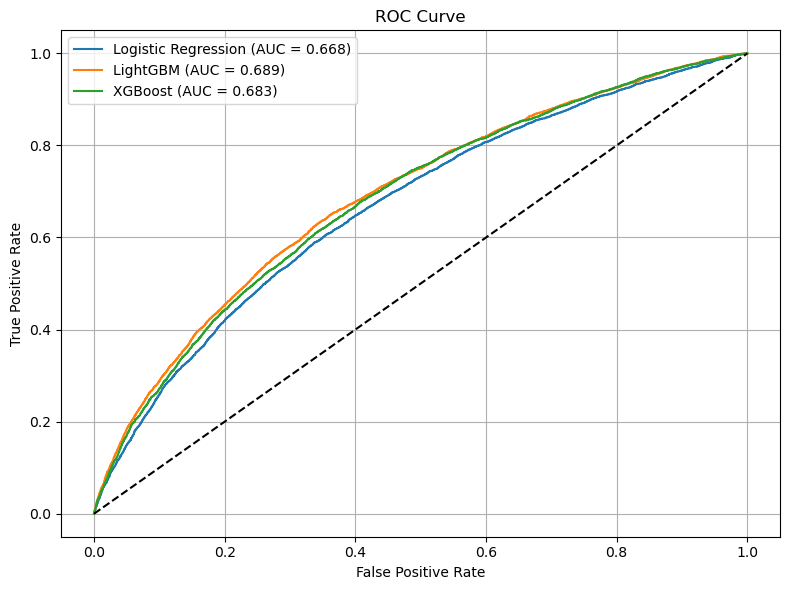 ROC Curve
Logistic Regression (AUC = 0.668)
LightGBM (AUC = 0.689)
XGBoost (AUC = 0.683)
True Positive Rate
1.0
0.8
0.6
0.4
0.2
0.0
0.0 0.2 0.4 0.6 0.8 1.0
False Positive Rate